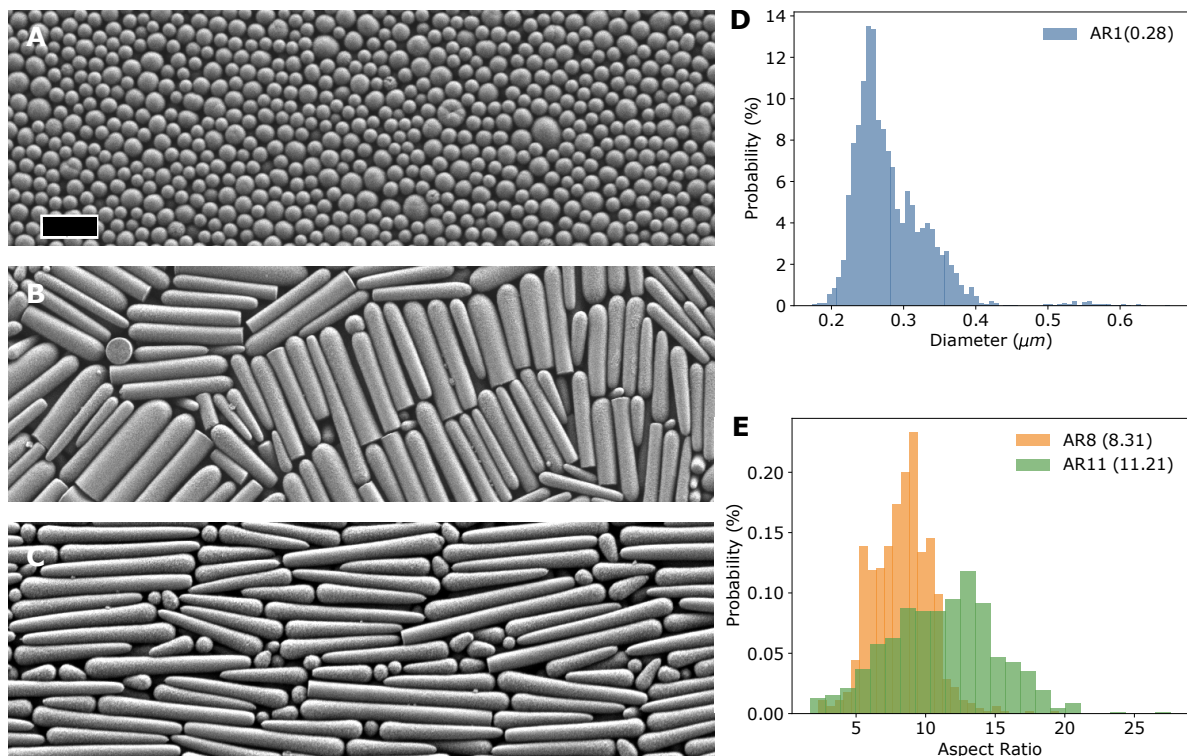 A
B
C
D
AR1(0.28)
Probability (%)
14
12
10
8
6
4
2
0
0.2 0.3 0.4 0.5 0.6
Diameter (μm)
E
AR8 (8.31)
AR11 (11.21)
Probability (%)
0.20
0.15
0.10
0.05
0.00
5 10 15 20 25
Aspect Ratio